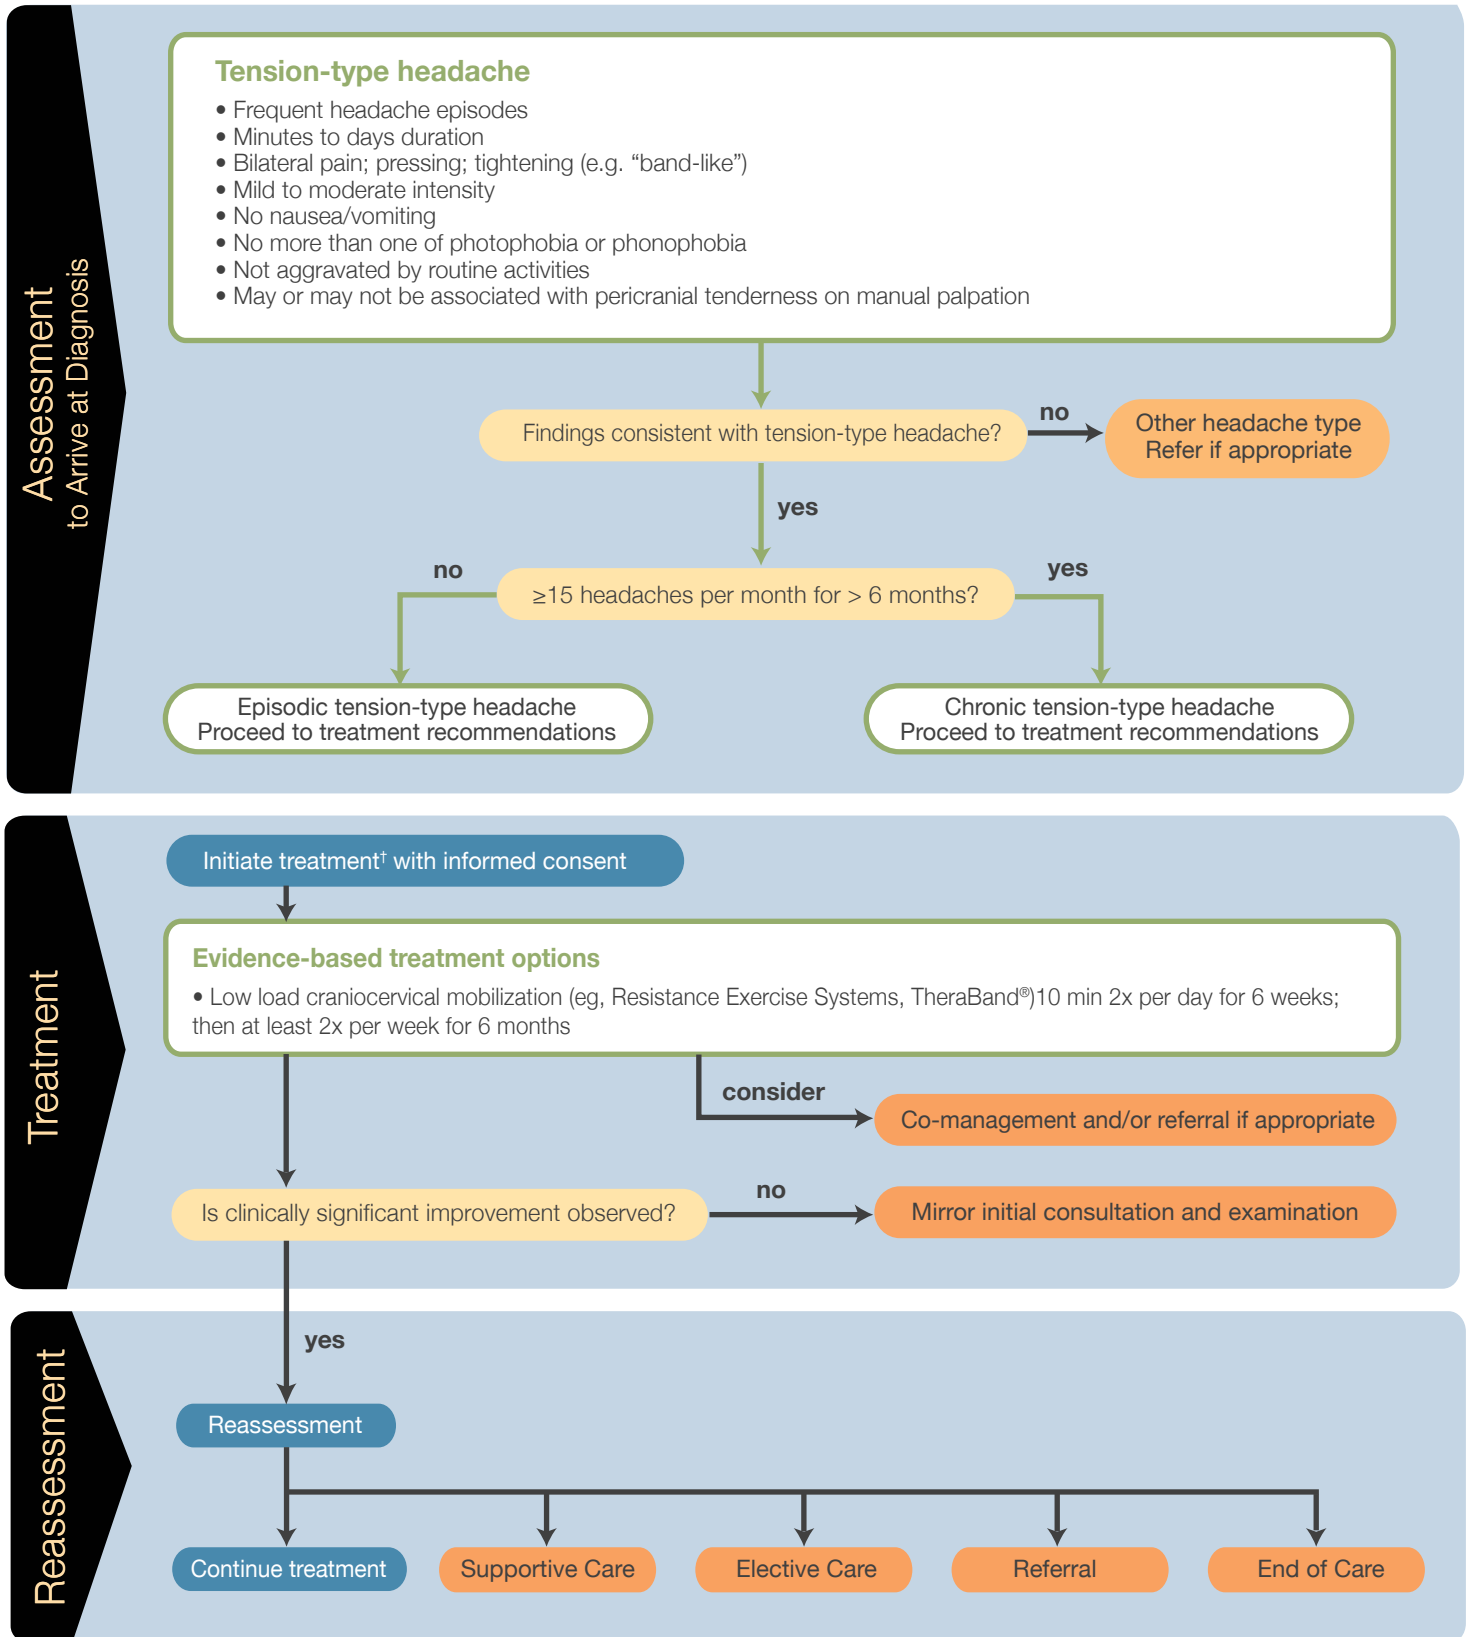 Assessment
to Arrive at Diagnosis
Tension-type headache
• Frequent headache episodes
• Minutes to days duration
• Bilateral pain; pressing; tightening (e.g. “band-like”)
• Mild to moderate intensity
• No nausea/vomiting
• No more than one of photophobia or phonophobia
• Not aggravated by routine activities
• May or may not be associated with pericranial tenderness on manual palpation
Findings consistent with tension-type headache?
no
Other headache type
Refer if appropriate
yes
no
≥15 headaches per month for > 6 months?
yes
Episodic tension-type headache
Proceed to treatment recommendations
Chronic tension-type headache
Proceed to treatment recommendations
Treatment
Initiate treatment† with informed consent
Evidence-based treatment options
• Low load craniocervical mobilization (eg, Resistance Exercise Systems, TheraBand®)10 min 2x per day for 6 weeks;
then at least 2x per week for 6 months
consider
Co-management and/or referral if appropriate
Is clinically significant improvement observed?
no
Mirror initial consultation and examination
yes
Reassessment
Reassessment
Continue treatment
Supportive Care
Elective Care
Referral
End of Care